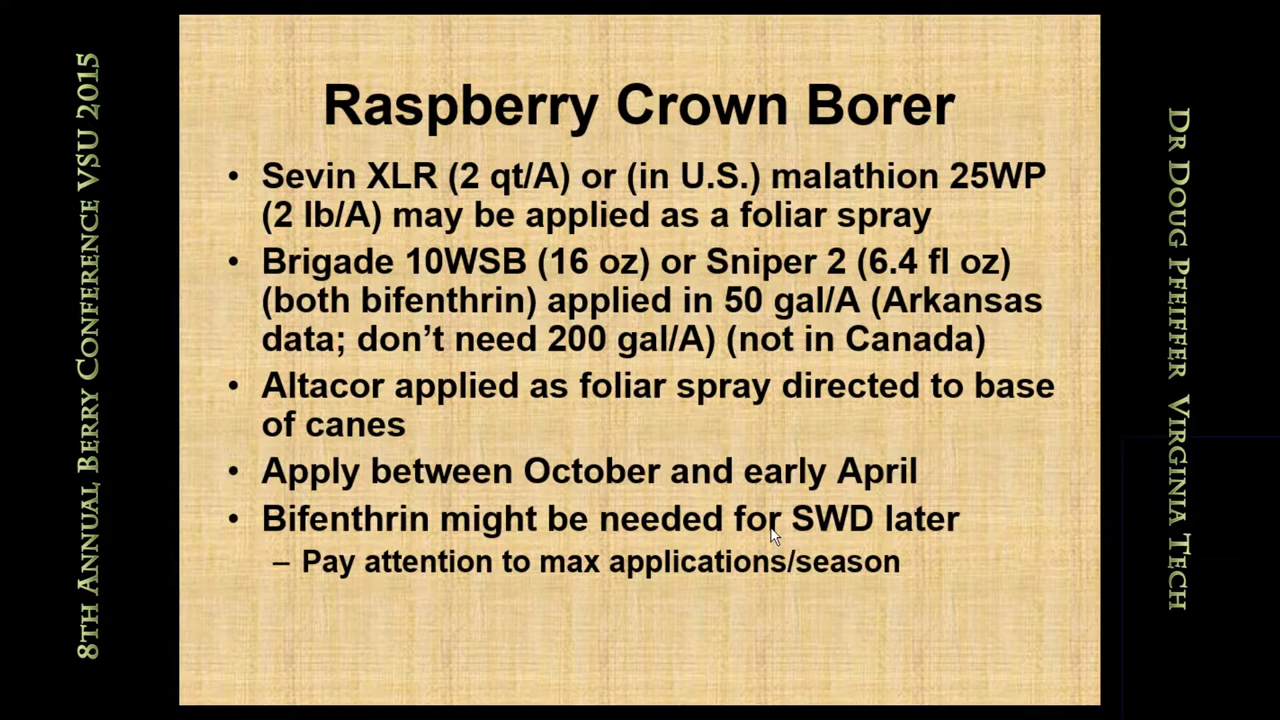 8th Annual Berry Conference VSU 2015
Raspberry Crown Borer
• Sevin XLR (2 qt/A) or (in U.S.) malathion 25WP
(2 lb/A) may be applied as a foliar spray
• Brigade 10WSB (16 oz) or Sniper 2 (6.4 fl oz)
(both bifenthrin) applied in 50 gal/A (Arkansas
data; don't need 200 gal/A) (not in Canada)
• Altacor applied as foliar spray directed to base
of canes
• Apply between October and early April
• Bifenthrin might be needed for SWD later
– Pay attention to max applications/season
Dr Doug Pfeiffer Virginia Tech